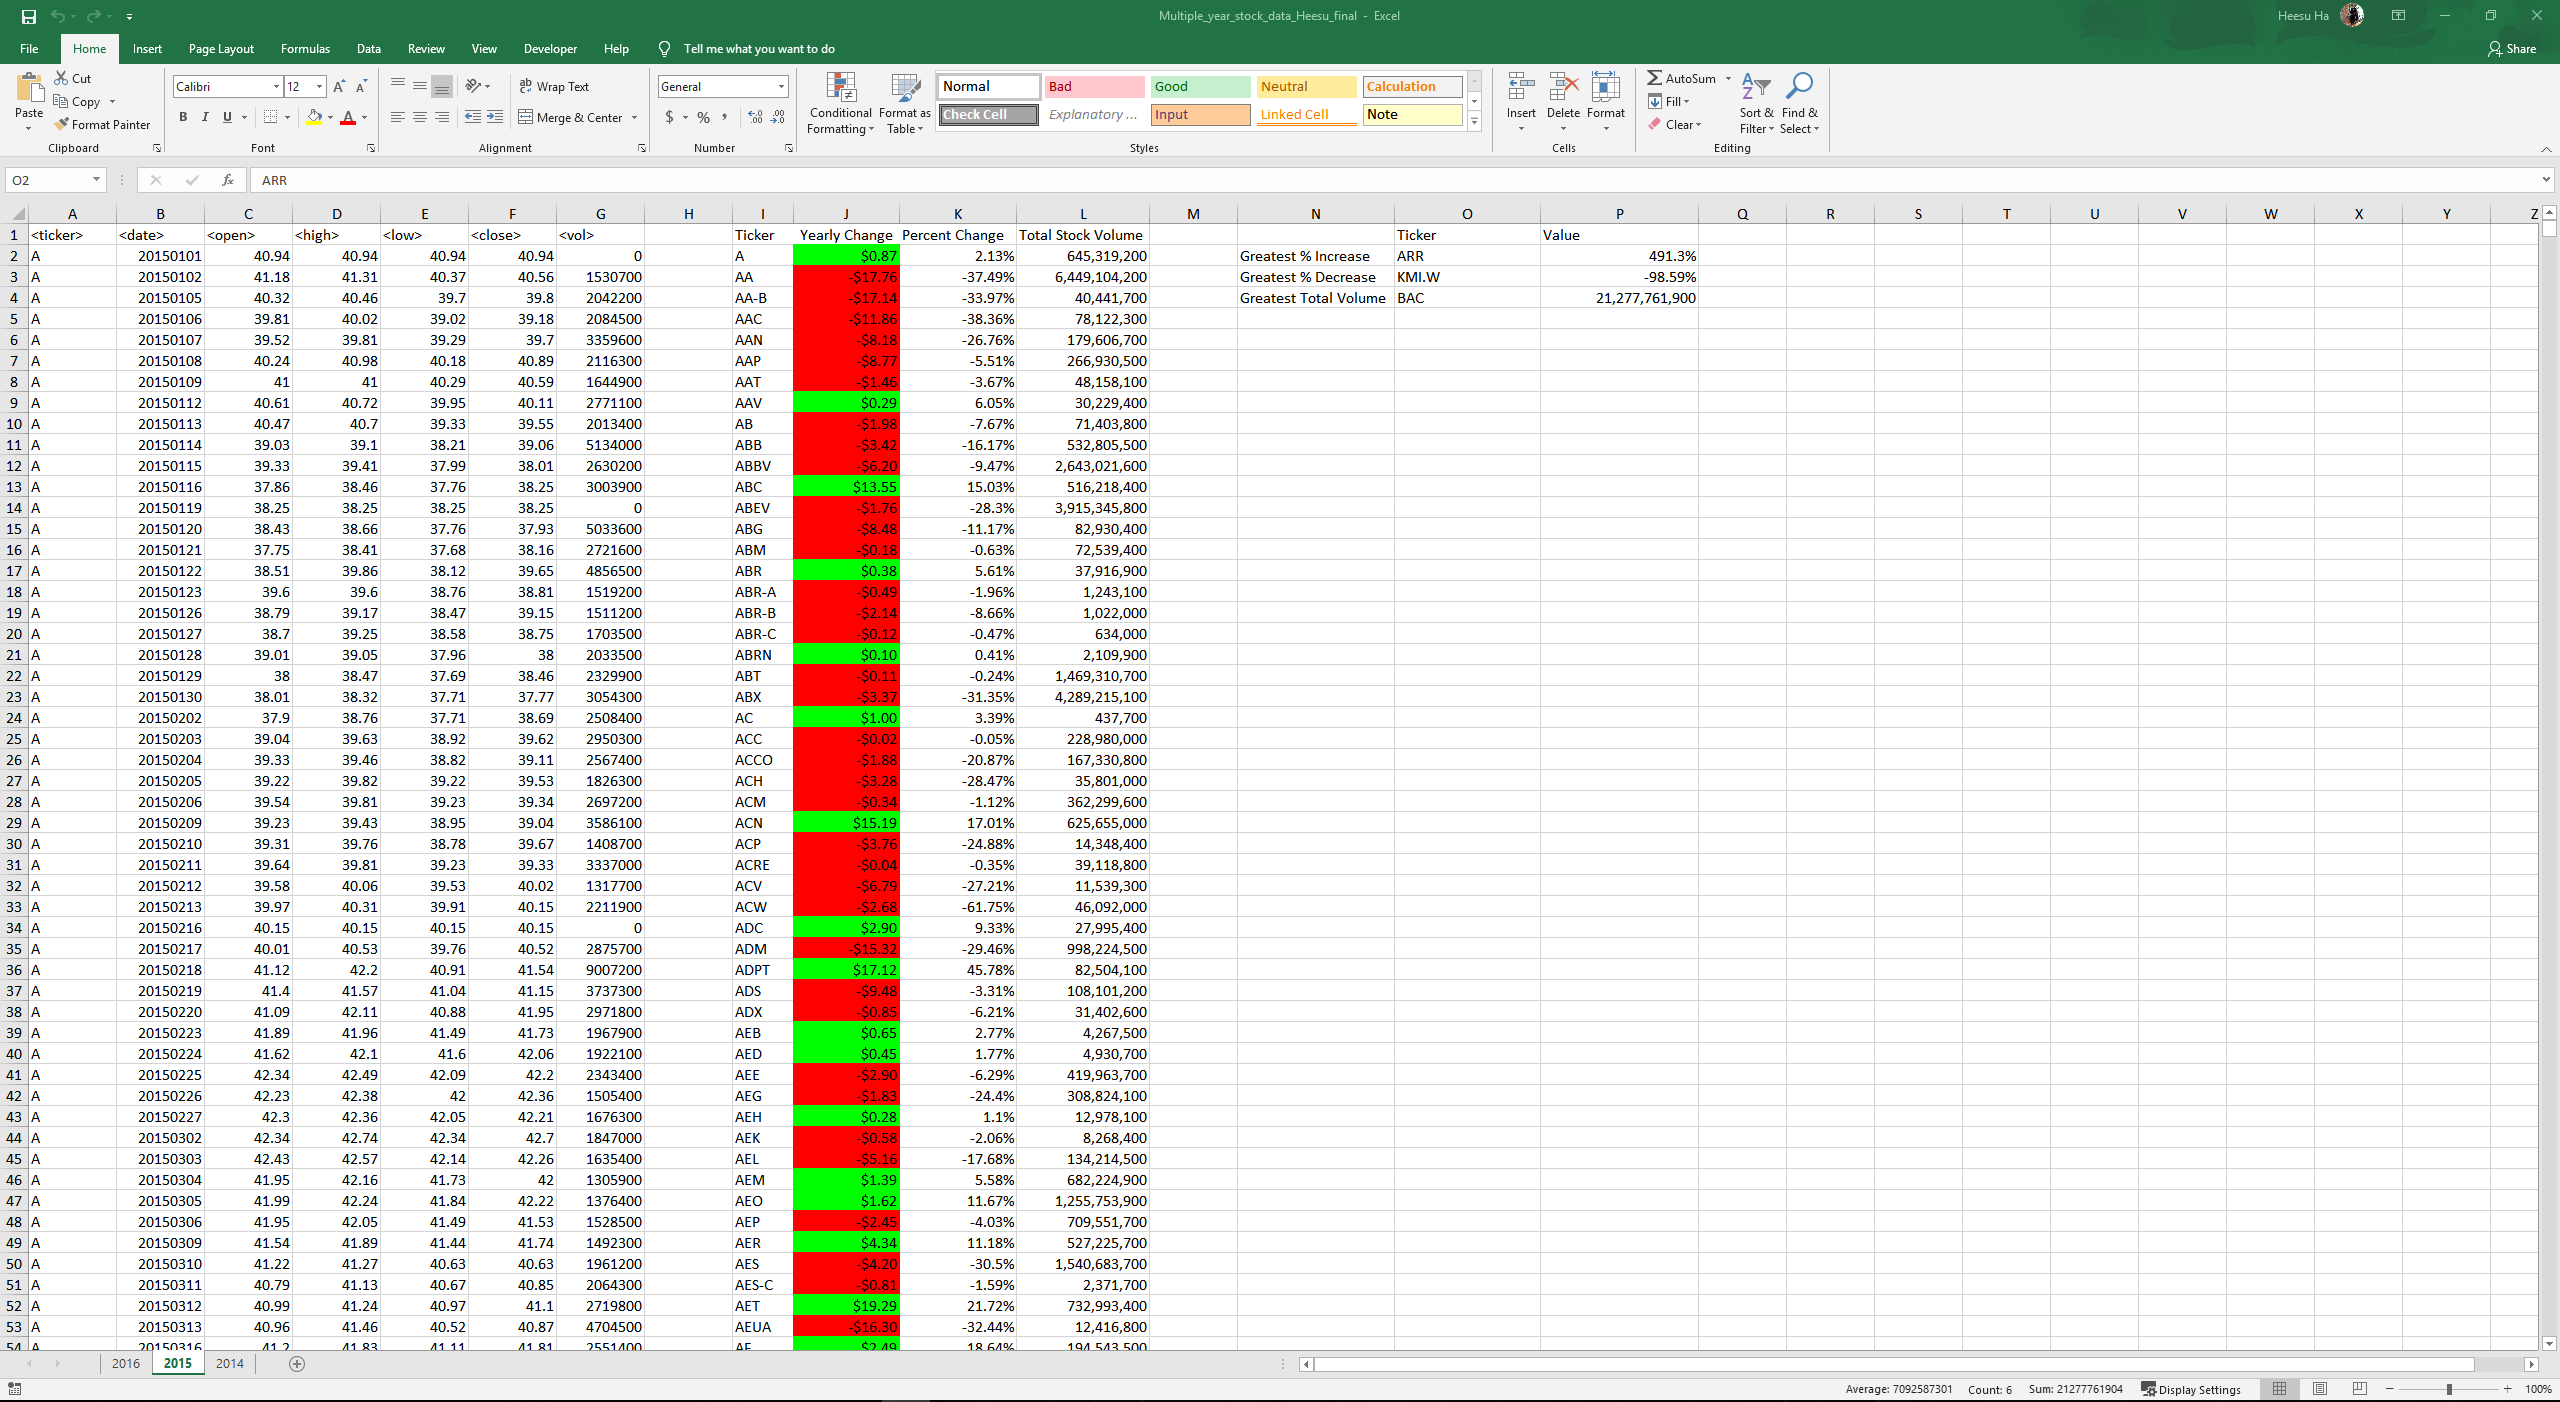 Multiple_year_stock_data_Heesu_final - Excel
Heesu Ha
File Home Insert Page Layout Formulas Data Review View Developer Help Tell me what you want to do Share
Paste Cut Copy Format Painter Clipboard
Calibri 12 B I U Font
Wrap Text Merge & Center Alignment
General $ % , Number
Conditional Formatting Format as Table
Normal Bad Good Neutral Calculation
Check Cell Explanatory ... Input Linked Cell Note
Styles
Insert Delete Format Cells
AutoSum Fill Clear Sort & Filter Find & Select Editing
O2 fx ARR
A B C D E F G H I J K L M N O P Q R S T U V W X Y Z
1 <ticker> <date> <open> <high> <low> <close> <vol> Ticker Yearly Change Percent Change Total Stock Volume Ticker Value
2 A 20150101 40.94 40.94 40.94 40.94 0 A $0.87 2.13% 645,319,200 Greatest % Increase ARR 491.3%
3 A 20150102 41.18 41.31 40.37 40.56 1530700 AA -$17.76 -37.49% 6,449,104,200 Greatest % Decrease KMI.W -98.59%
4 A 20150105 40.32 40.46 39.7 39.8 2042200 AA-B -$17.14 -33.97% 40,441,700 Greatest Total Volume BAC 21,277,761,900
5 A 20150106 39.81 40.02 39.02 39.18 2084500 AAC -$11.86 -38.36% 78,122,300
6 A 20150107 39.52 39.81 39.29 39.7 3359600 AAN -$8.18 -26.76% 179,606,700
7 A 20150108 40.24 40.98 40.18 40.89 2116300 AAP -$8.77 -5.51% 266,930,500
8 A 20150109 41 41 40.29 40.59 1644900 AAT -$1.46 -3.67% 48,158,100
9 A 20150112 40.61 40.72 39.95 40.11 2771100 AAV $0.29 6.05% 30,229,400
10 A 20150113 40.47 40.7 39.33 39.55 2013400 AB -$1.98 -7.67% 71,403,800
11 A 20150114 39.03 39.1 38.21 39.06 5134000 ABB -$3.42 -16.17% 532,805,500
12 A 20150115 39.33 39.41 37.99 38.01 2630200 ABBV -$6.20 -9.47% 2,643,021,600
13 A 20150116 37.86 38.46 37.76 38.25 3003900 ABC $13.55 15.03% 516,218,400
14 A 20150119 38.25 38.25 38.25 38.25 0 ABEV -$1.76 -28.3% 3,915,345,800
15 A 20150120 38.43 38.66 37.76 37.93 5033600 ABG -$8.48 -11.17% 82,930,400
16 A 20150121 37.75 38.41 37.68 38.16 2721600 ABM -$0.18 -0.63% 72,539,400
17 A 20150122 38.51 39.86 38.12 39.65 4856500 ABR $0.38 5.61% 37,916,900
18 A 20150123 39.6 39.6 38.76 38.81 1519200 ABR-A -$0.49 -1.96% 1,243,100
19 A 20150126 38.79 39.17 38.47 39.15 1511200 ABR-B -$2.14 -8.66% 1,022,000
20 A 20150127 38.7 39.25 38.58 38.75 1703500 ABR-C -$0.12 -0.47% 634,000
21 A 20150128 39.01 39.05 37.96 38 2033500 ABRN $0.10 0.41% 2,109,900
22 A 20150129 38 38.47 37.69 38.46 2329900 ABT -$0.11 -0.24% 1,469,310,700
23 A 20150130 38.01 38.32 37.71 37.77 3054300 ABX -$3.37 -31.35% 4,289,215,100
24 A 20150202 37.9 38.76 37.71 38.69 2508400 AC $1.00 3.39% 437,700
25 A 20150203 39.04 39.63 38.92 39.62 2950300 ACC -$0.02 -0.05% 228,980,000
26 A 20150204 39.33 39.46 38.82 39.11 2567400 ACCO -$1.88 -20.87% 167,330,800
27 A 20150205 39.22 39.82 39.22 39.53 1826300 ACH -$3.28 -28.47% 35,801,000
28 A 20150206 39.54 39.81 39.23 39.34 2697200 ACM -$0.34 -1.12% 362,299,600
29 A 20150209 39.23 39.43 38.95 39.04 3586100 ACN $15.19 17.01% 625,655,000
30 A 20150210 39.31 39.76 38.78 39.67 1408700 ACP -$3.76 -24.88% 14,348,400
31 A 20150211 39.64 39.81 39.23 39.33 3337000 ACRE -$0.04 -0.35% 39,118,800
32 A 20150212 39.58 40.06 39.53 40.02 1317700 ACV -$6.79 -27.21% 11,539,300
33 A 20150213 39.97 40.31 39.91 40.15 2211900 ACW -$2.68 -61.75% 46,092,000
34 A 20150216 40.15 40.15 40.15 40.15 0 ADC $2.90 9.33% 27,995,400
35 A 20150217 40.01 40.53 39.76 40.52 2875700 ADM -$15.32 -29.46% 998,224,500
36 A 20150218 41.12 42.2 40.91 41.54 9007200 ADPT $17.12 45.78% 82,504,100
37 A 20150219 41.4 41.57 41.04 41.15 3737300 ADS -$9.48 -3.31% 108,101,200
38 A 20150220 41.09 42.11 40.88 41.95 2971800 ADX -$0.85 -6.21% 31,402,600
39 A 20150223 41.89 41.96 41.49 41.73 1967900 AEB $0.65 2.77% 4,267,500
40 A 20150224 41.62 42.1 41.6 42.06 1922100 AED $0.45 1.77% 4,930,700
41 A 20150225 42.34 42.49 42.09 42.2 2343400 AEE -$2.90 -6.29% 419,963,700
42 A 20150226 42.23 42.38 42 42.36 1505400 AEG -$1.83 -24.4% 308,824,100
43 A 20150227 42.3 42.36 42.05 42.21 1676300 AEH $0.28 1.1% 12,978,100
44 A 20150302 42.34 42.74 42.34 42.7 1847000 AEK -$0.58 -2.06% 8,268,400
45 A 20150303 42.43 42.57 42.14 42.26 1635400 AEL -$5.16 -17.68% 134,214,500
46 A 20150304 41.95 42.16 41.73 42 1305900 AEM $1.39 5.58% 682,224,900
47 A 20150305 41.99 42.24 41.84 42.22 1376400 AEO $1.62 11.67% 1,255,753,900
48 A 20150306 41.95 42.05 41.49 41.53 1528500 AEP -$2.45 -4.03% 709,551,700
49 A 20150309 41.54 41.89 41.44 41.74 1492300 AER $4.34 11.18% 527,225,700
50 A 20150310 41.22 41.27 40.63 40.63 1961200 AES -$4.20 -30.5% 1,540,683,700
51 A 20150311 40.79 41.13 40.67 40.85 2064300 AES-C -$0.81 -1.59% 2,371,700
52 A 20150312 40.99 41.24 40.97 41.1 2719800 AET $19.29 21.72% 732,993,400
53 A 20150313 40.96 41.46 40.52 40.87 4704500 AEUA -$16.30 -32.44% 12,416,800
54 A 20150316 41.2 41.83 41.11 41.81 2551400 AF $2.49 18.64% 194,543,500
2016 2015 2014
Average: 7092587301 Count: 6 Sum: 21277761904 Display Settings 100%